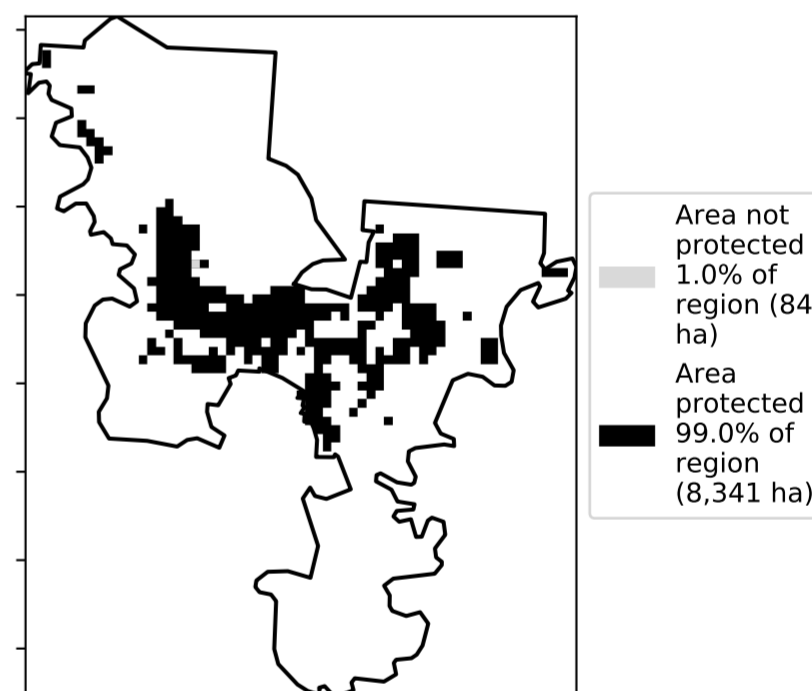 Area not
protected
1.0% of
region (84
ha)
Area
protected
99.0% of
region
(8,341 ha)